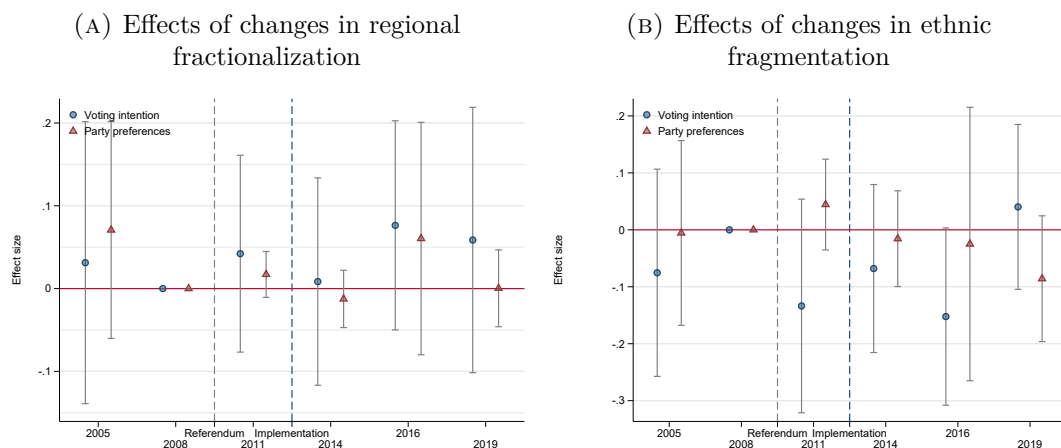 (A) Effects of changes in regional
fractionalization
Voting intention
Party preferences
Effect size
.2
.1
0
-.1
2005
2008
Referendum
2011
Implementation
2014
2016
2019
(B) Effects of changes in ethnic
fragmentation
Voting intention
Party preferences
Effect size
.2
.1
0
-.1
-.2
-.3
2005
2008
Referendum
2011
Implementation
2014
2016
2019